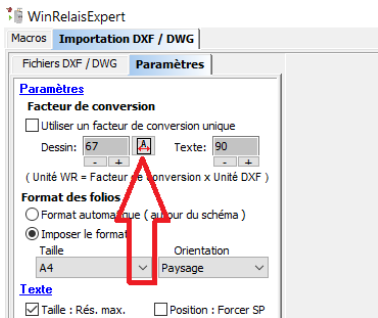 WinRelaisExpert
Macros Importation DXF / DWG
Fichiers DXF / DWG Paramètres
Paramètres
Facteur de conversion
Utiliser un facteur de conversion unique
Dessin: 67 A Texte: 90
- + - +
( Unité WR = Facteur de conversion x Unité DXF )
Format des folios
Format automatique ( autour du schéma )
Imposer le format
Taille Orientation
A4 Paysage
Texte
Taille : Rés. max. Position : Forcer SP